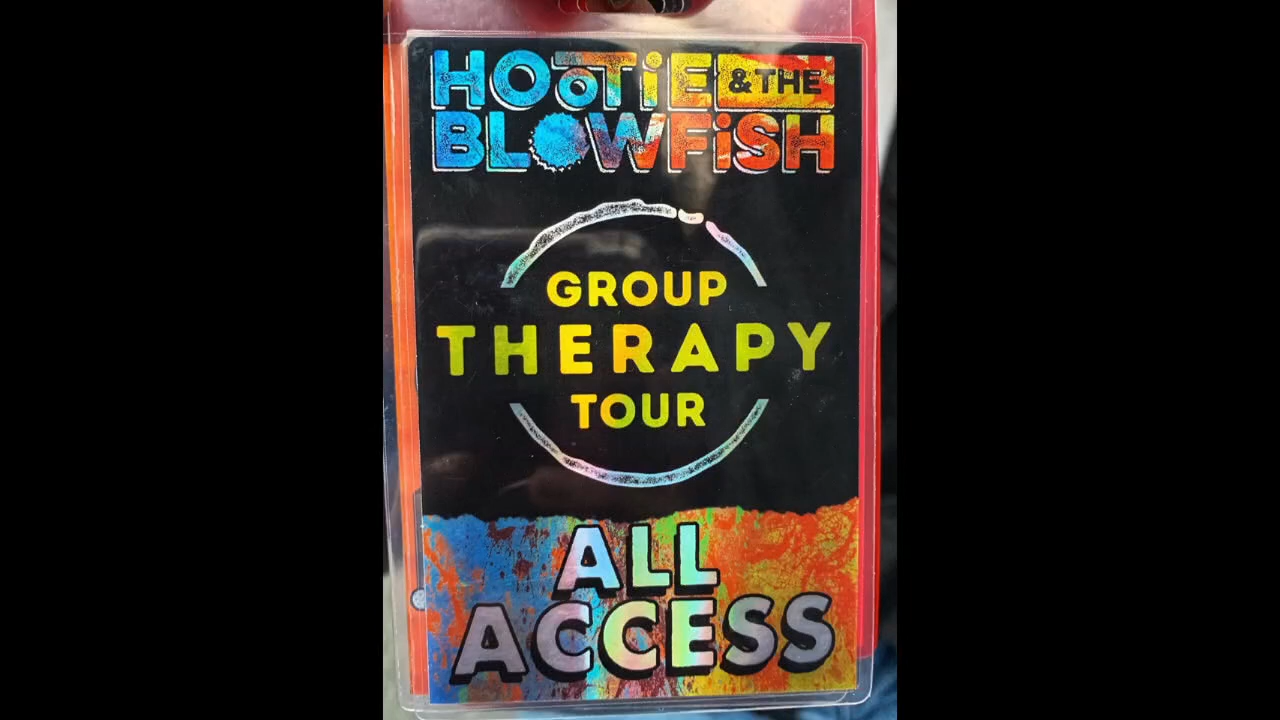 HOOTiE & THE
BLOWFiSH
GROUP
THERAPY
TOUR
ALL
ACCESS